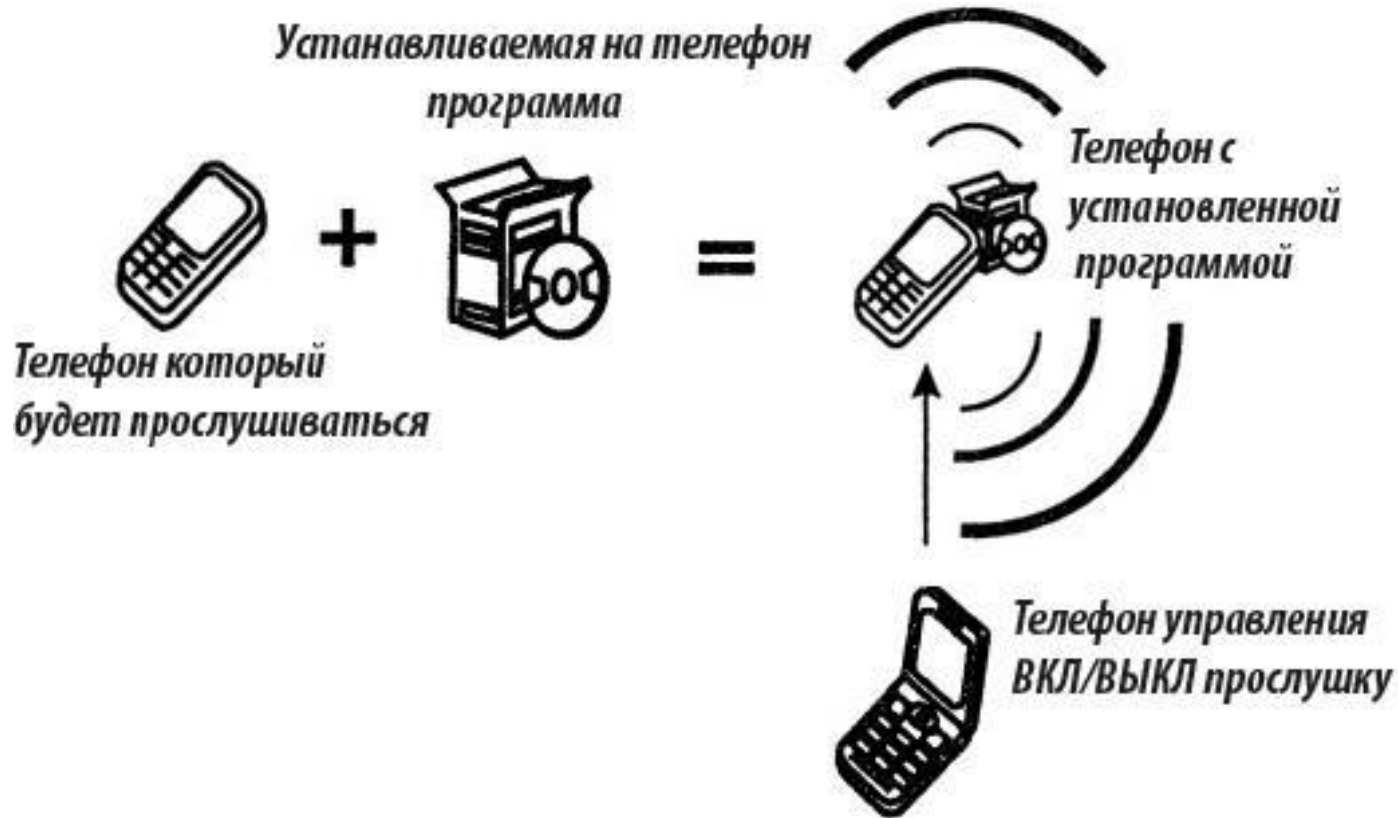 Устанавливаемая на телефон
программа
Телефон с
установленной
программой
Телефон который
будет прослушиваться
Телефон управления
ВКЛ/ВЫКЛ прослушку